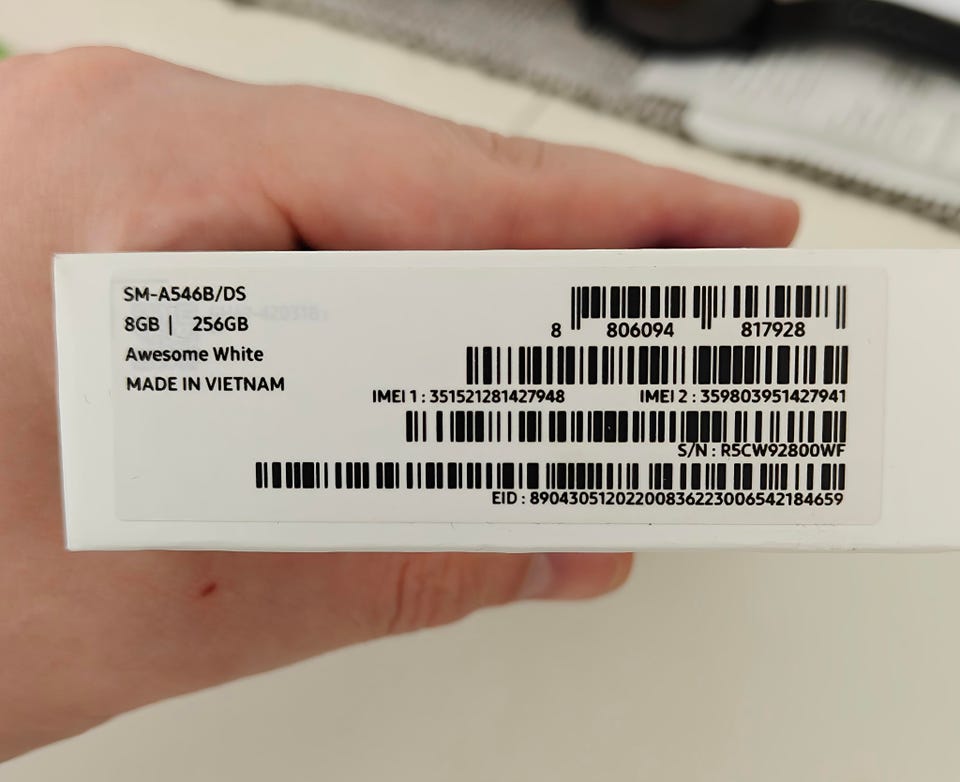 SM-A546B/DS
8GB | 256GB
Awesome White
MADE IN VIETNAM
8 806094 817928
IMEI 1 : 351521281427948 IMEI 2 : 359803951427941
S/N : R5CW92800WF
EID : 89043051202200836223006542184659